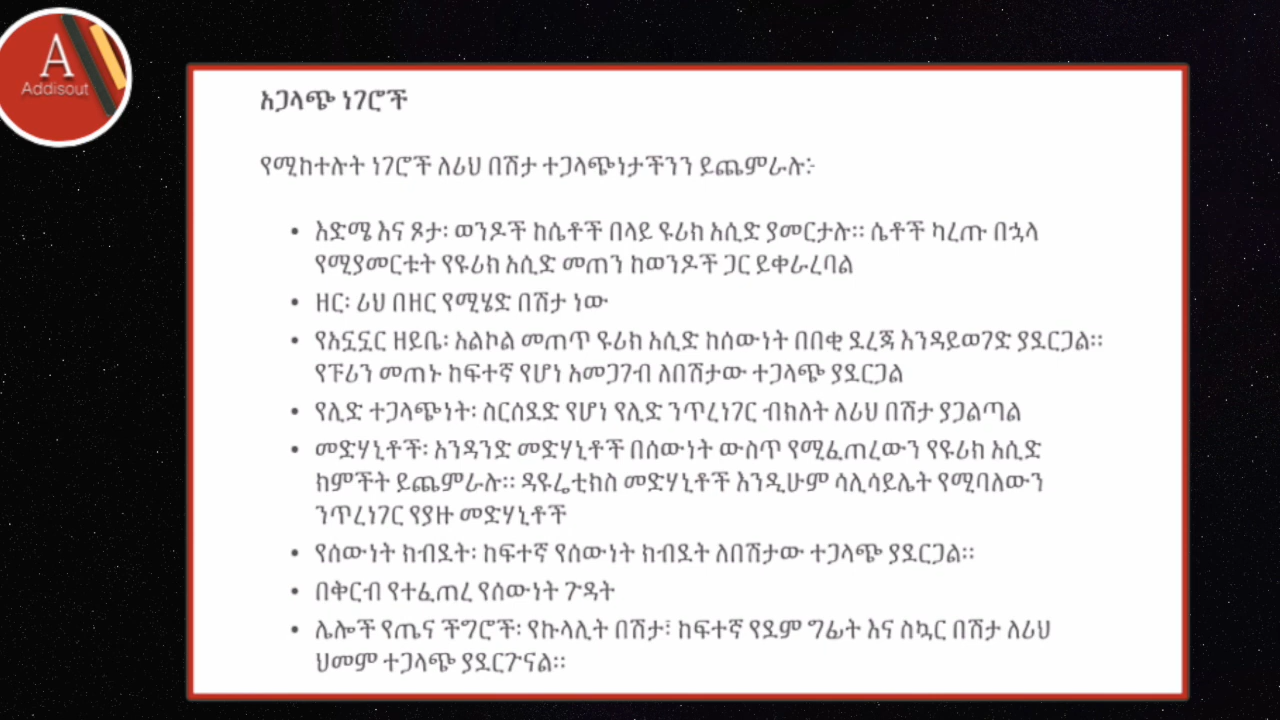 A
Addisout
አጋላጭ ነገሮች
የሚከተሉት ነገሮች ለሪህ በሽታ ተጋላጭነታችንን ይጨምራሉ፦
• እድሜ እና ጾታ፡ ወንዶች ከሴቶች በላይ ዩሪክ አሲድ ያመርታሉ። ሴቶች ካረጡ በኋላ
የሚያመርቱት የዩሪክ አሲድ መጠን ከወንዶች ጋር ይቀራረባል
• ዘር፡ ሪህ በዘር የሚሄድ በሽታ ነው
• የአኗኗር ዘይቤ፡ አልኮል መጠጥ ዩሪክ አሲድ ከሰውነት በበቂ ደረጃ እንዳይወገድ ያደርጋል።
የፑሪን መጠኑ ከፍተኛ የሆነ አመጋገብ ለበሽታው ተጋላጭ ያደርጋል
• የሊድ ተጋላጭነት፡ ስርሰደድ የሆነ የሊድ ንጥረነገር ብክለት ለሪህ በሽታ ያጋልጣል
• መድሃኒቶች፡ አንዳንድ መድሃኒቶች በሰውነት ውስጥ የሚፈጠረውን የዩሪክ አሲድ
ክምችት ይጨምራሉ። ዳዩሬቲክስ መድሃኒቶች እንዲሁም ሳሊሳይሌት የሚባለውን
ንጥረነገር የያዙ መድሃኒቶች
• የሰውነት ክብደት፡ ከፍተኛ የሰውነት ክብደት ለበሽታው ተጋላጭ ያደርጋል።
• በቅርብ የተፈጠረ የሰውነት ጉዳት
• ሌሎች የጤና ችግሮች፡ የኩላሊት በሽታ፣ ከፍተኛ የደም ግፊት እና ስኳር በሽታ ለሪህ
ህመም ተጋላጭ ያደርጉናል።